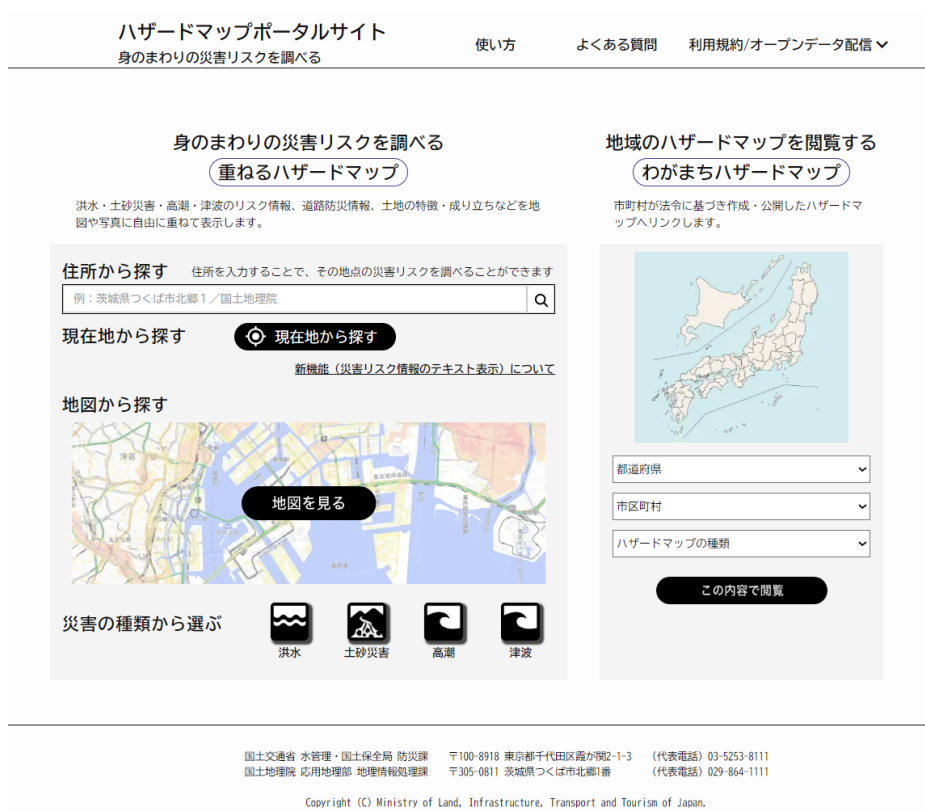 ハザードマップポータルサイト
身のまわりの災害リスクを調べる
使い方
よくある質問
利用規約/オープンデータ配信
身のまわりの災害リスクを調べる
重ねるハザードマップ
洪水・土砂災害・高潮・津波のリスク情報、道路防災情報、土地の特徴・成り立ちなどを地
図や写真に自由に重ねて表示します。
住所から探す
住所を入力することで、その地点の災害リスクを調べることができます
例：茨城県つくば市北郷１／国土地理院
現在地から探す
現在地から探す
新機能（災害リスク情報のテキスト表示）について
地図から探す
港区
地図を見る
災害の種類から選ぶ
洪水
土砂災害
高潮
津波
地域のハザードマップを閲覧する
わがまちハザードマップ
市町村が法令に基づき作成・公開したハザードマ
ップへリンクします。
都道府県
市区町村
ハザードマップの種類
この内容で閲覧
国土交通省 水管理・国土保全局 防災課 〒100-8918 東京都千代田区霞が関2-1-3 （代表電話）03-5253-8111
国土地理院 応用地理部 地理情報処理課 〒305-0811 茨城県つくば市北郷1番 （代表電話）029-864-1111
Copyright (C) Ministry of Land, Infrastructure, Transport and Tourism of Japan.